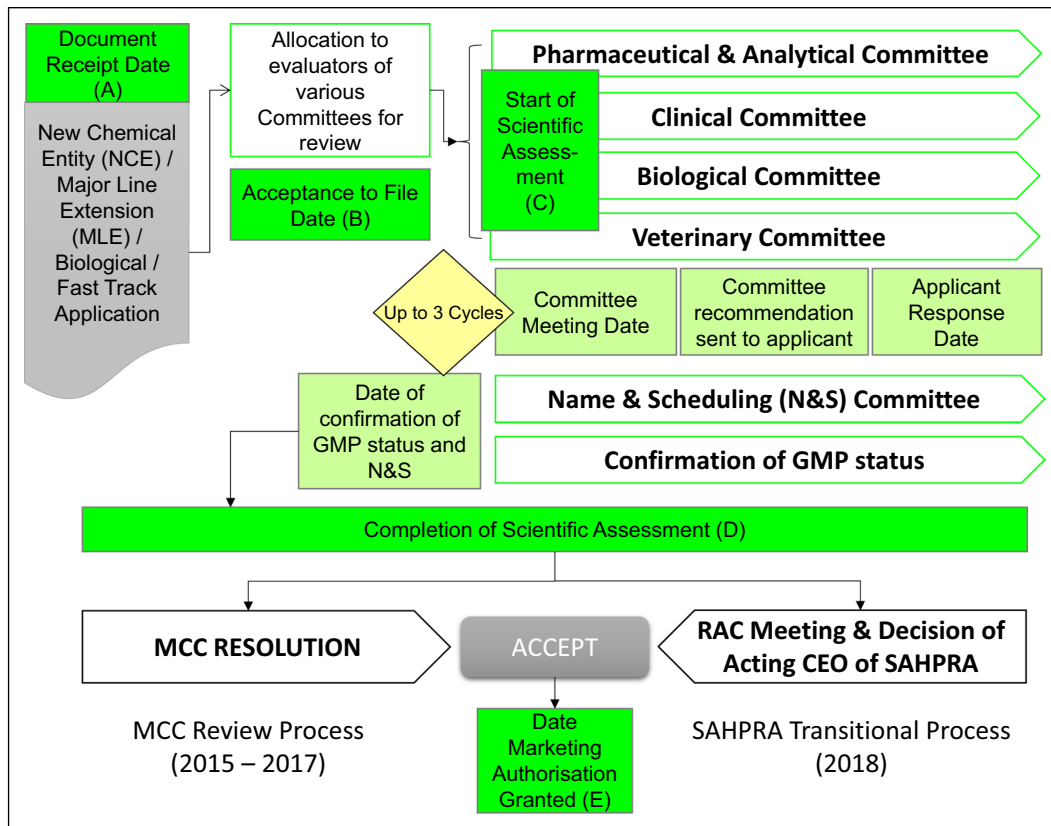 Document
Receipt Date
(A)
New Chemical
Entity (NCE) /
Major Line
Extension
(MLE) /
Biological /
Fast Track
Application
Allocation to
evaluators of
various
Committees for
review
Acceptance to File
Date (B)
Start of
Scientific
Assess-
ment
(C)
Pharmaceutical & Analytical Committee
Clinical Committee
Biological Committee
Veterinary Committee
Up to 3 Cycles
Committee
Meeting Date
Committee
recommendation
sent to applicant
Applicant
Response
Date
Date of
confirmation of
GMP status and
N&S
Name & Scheduling (N&S) Committee
Confirmation of GMP status
Completion of Scientific Assessment (D)
MCC RESOLUTION
ACCEPT
RAC Meeting & Decision of
Acting CEO of SAHPRA
MCC Review Process
(2015 – 2017)
Date
Marketing
Authorisation
Granted (E)
SAHPRA Transitional Process
(2018)